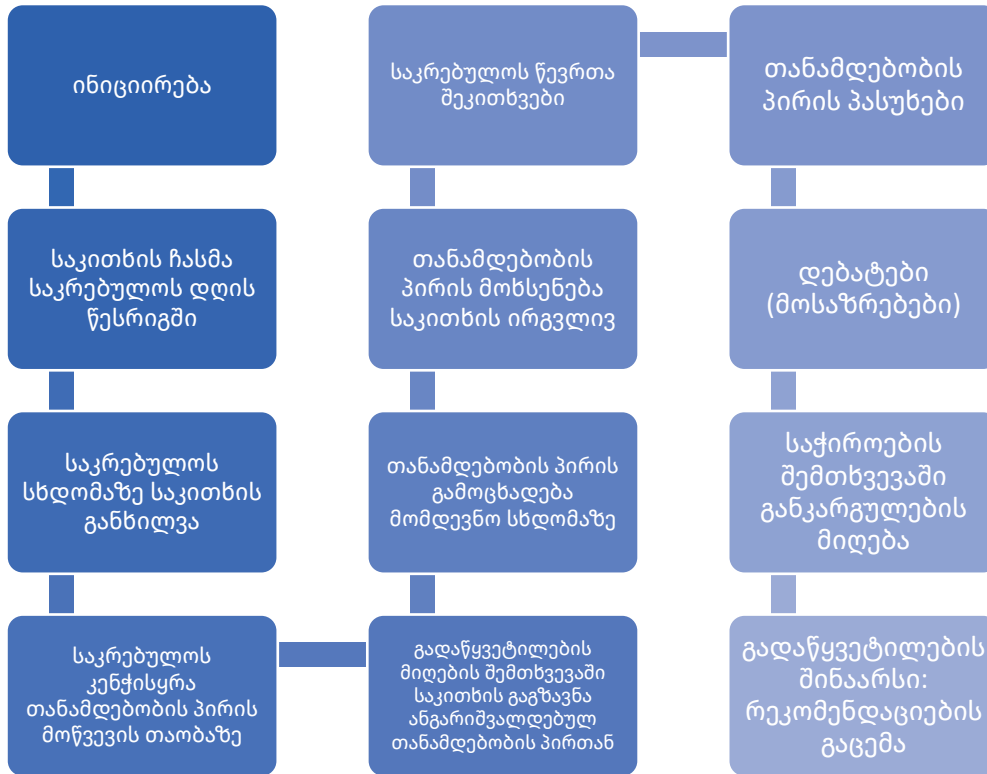 ინიციირება
საკითხის ჩასმა
საკრებულოს დღის
წესრიგში
საკრებულოს
სხდომაზე საკითხის
განხილვა
საკრებულოს
კენჭისყრა
თანამდებობის პირის
მოწვევის თაობაზე
გადაწყვეტილების
მიღების შემთხვევაში
საკითხის გაგზავნა
ანგარიშვალდებულ
თანამდებობის პირთან
თანამდებობის პირის
გამოცხადება
მომდევნო სხდომაზე
თანამდებობის
პირის მოხსენება
საკითხის ირგვლივ
საკრებულოს წევრთა
შეკითხვები
თანამდებობის
პირის პასუხები
დებატები
(მოსაზრებები)
საჭიროების
შემთხვევაში
განკარგულების
მიღება
გადაწყვეტილების
შინაარსი:
რეკომენდაციების
გაცემა